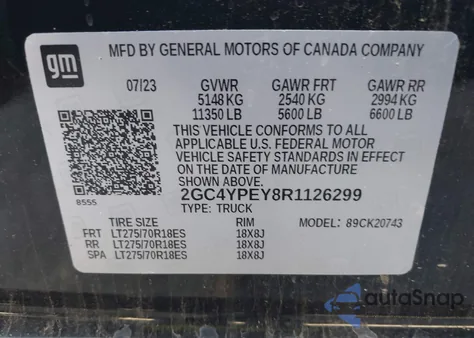 gm
MFD BY GENERAL MOTORS OF CANADA COMPANY
07/23 GVWR GAWR FRT GAWR RR
5148 KG 2540 KG 2994 KG
11350 LB 5600 LB 6600 LB
THIS VEHICLE CONFORMS TO ALL
APPLICABLE U.S. FEDERAL MOTOR
VEHICLE SAFETY STANDARDS IN EFFECT
ON THE DATE OF MANUFACTURE
SHOWN ABOVE.
2GC4YPEY8R1126299
8555 TYPE: TRUCK
TIRE SIZE RIM MODEL: 89CK20743
FRT LT275/70R18ES 18X8J
RR LT275/70R18ES 18X8J
SPA LT275/70R18ES 18X8J
autoSnap